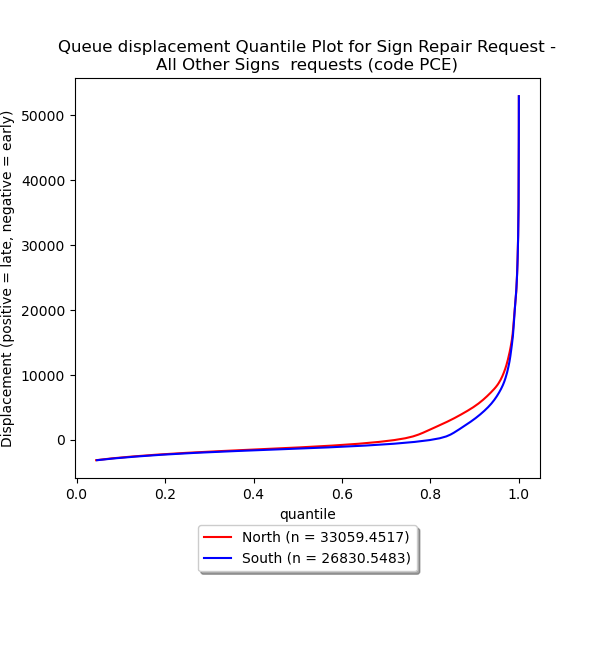 Queue displacement Quantile Plot for Sign Repair Request -
All Other Signs  requests (code PCE)
Displacement (positive = late, negative = early)
50000
40000
30000
20000
10000
0
0.0 0.2 0.4 0.6 0.8 1.0
quantile
North (n = 33059.4517)
South (n = 26830.5483)